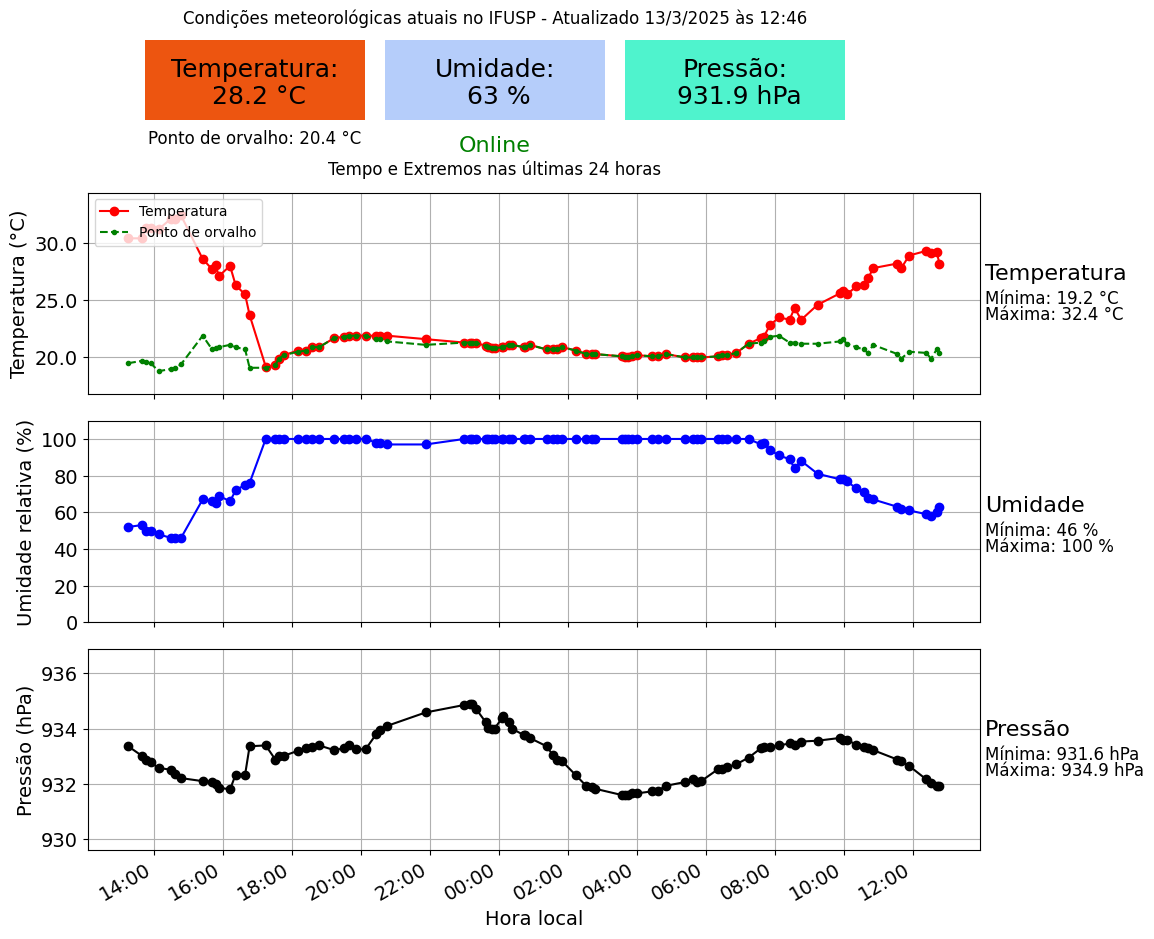 Condições meteorológicas atuais no IFUSP - Atualizado 13/3/2025 às 12:46
Temperatura:
28.2 °C
Umidade:
63 %
Pressão:
931.9 hPa
Ponto de orvalho: 20.4 °C
Online
Tempo e Extremos nas últimas 24 horas
Temperatura (°C)
30.0
25.0
20.0
Temperatura
Ponto de orvalho
Temperatura
Mínima: 19.2 °C
Máxima: 32.4 °C
Umidade relativa (%)
100
80
60
40
20
0
Umidade
Mínima: 46 %
Máxima: 100 %
Pressão (hPa)
936
934
932
930
Pressão
Mínima: 931.6 hPa
Máxima: 934.9 hPa
14:00 16:00 18:00 20:00 22:00 00:00 02:00 04:00 06:00 08:00 10:00 12:00
Hora local